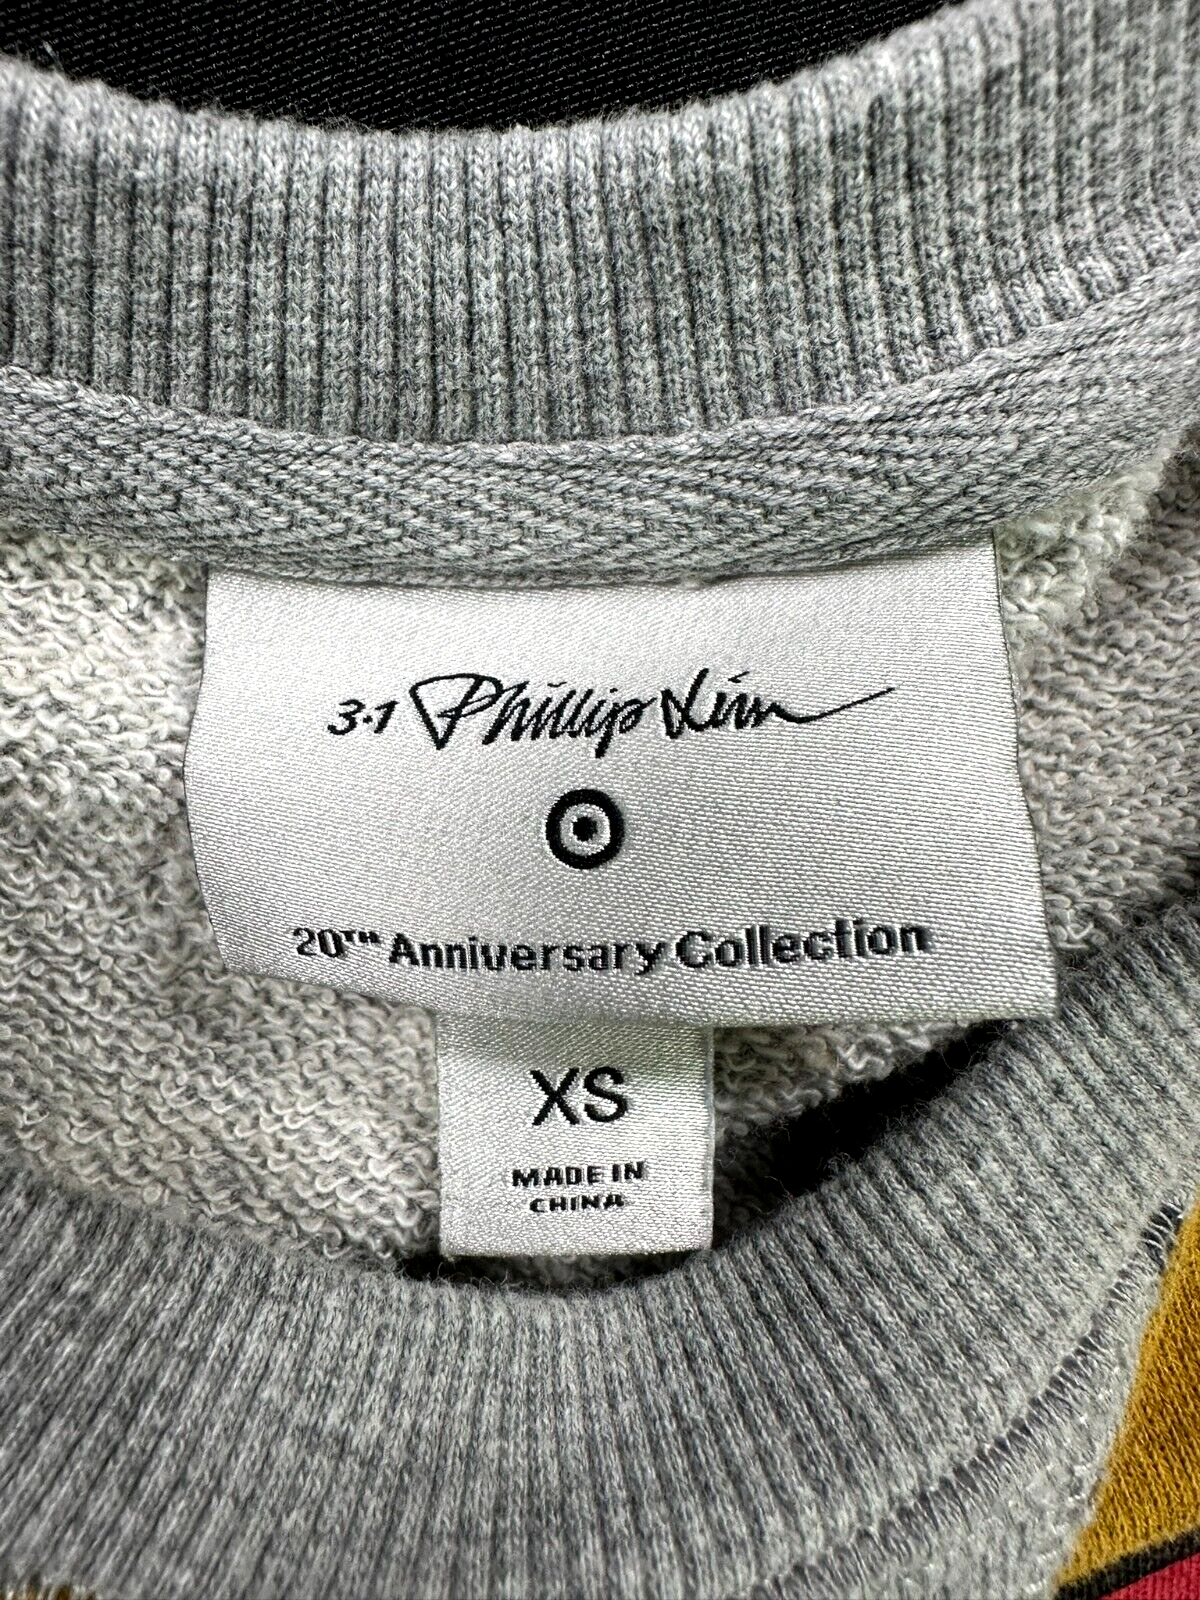 3.1 Phillip Lim
20TH Anniversary Collection
XS
MADE IN
CHINA